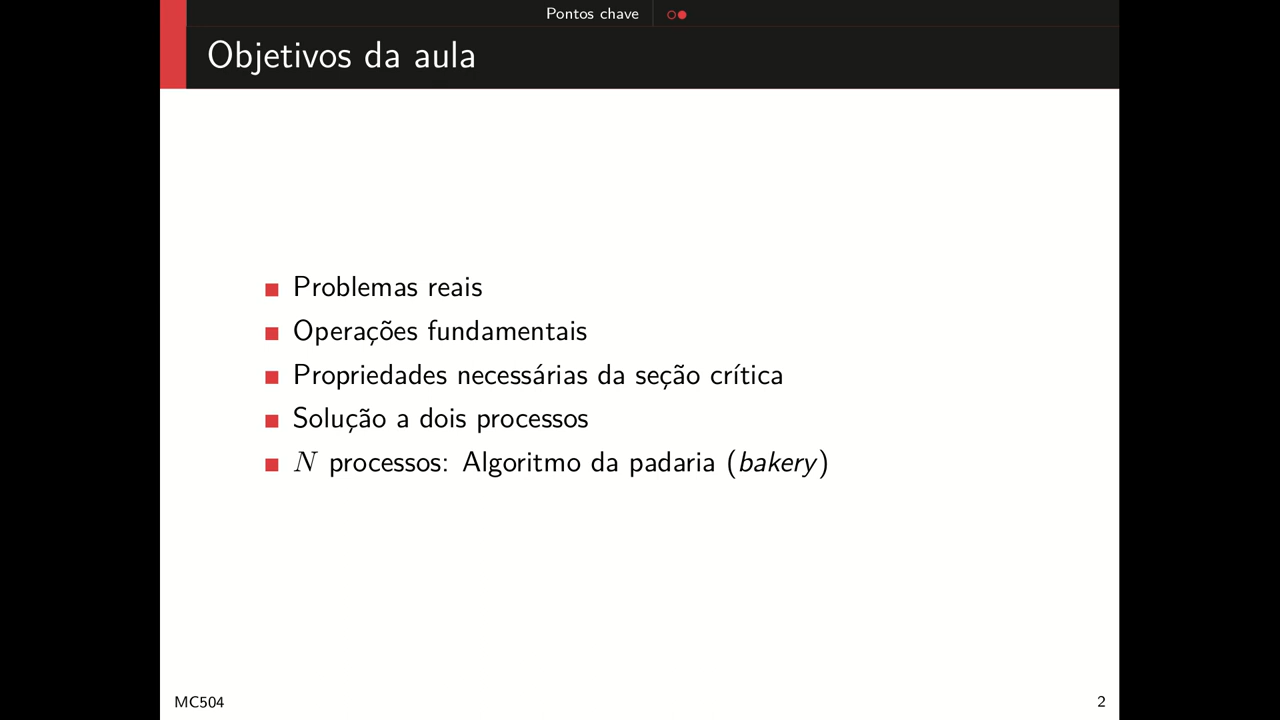 Pontos chave
Objetivos da aula
Problemas reais
Operações fundamentais
Propriedades necessárias da seção crítica
Solução a dois processos
N processos: Algoritmo da padaria (bakery)
MC504
2